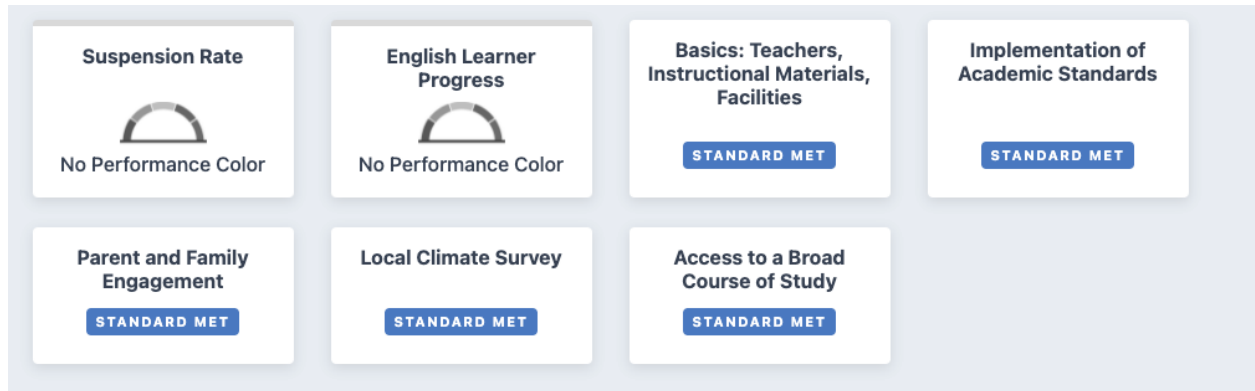 Suspension Rate
No Performance Color
English Learner
Progress
No Performance Color
Basics: Teachers,
Instructional Materials,
Facilities
STANDARD MET
Implementation of
Academic Standards
STANDARD MET
Parent and Family
Engagement
STANDARD MET
Local Climate Survey
STANDARD MET
Access to a Broad
Course of Study
STANDARD MET